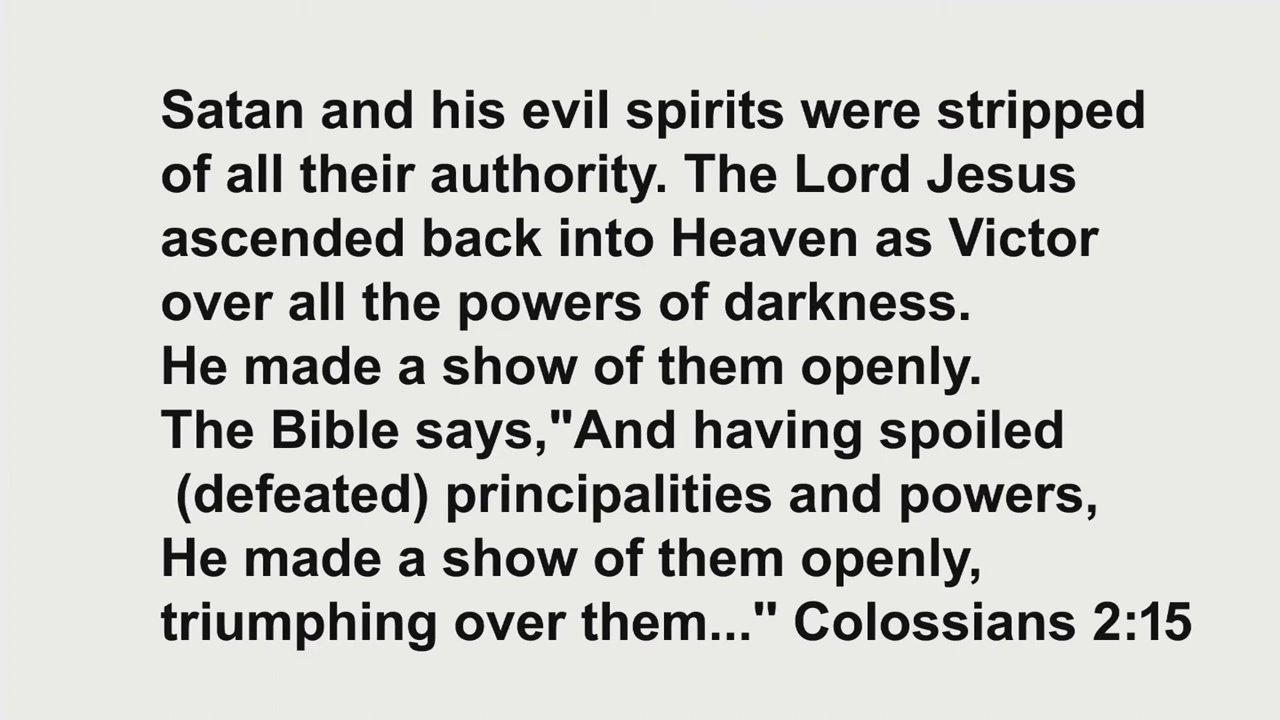 Satan and his evil spirits were stripped
of all their authority. The Lord Jesus
ascended back into Heaven as Victor
over all the powers of darkness.
He made a show of them openly.
The Bible says,"And having spoiled
(defeated) principalities and powers,
He made a show of them openly,
triumphing over them..." Colossians 2:15